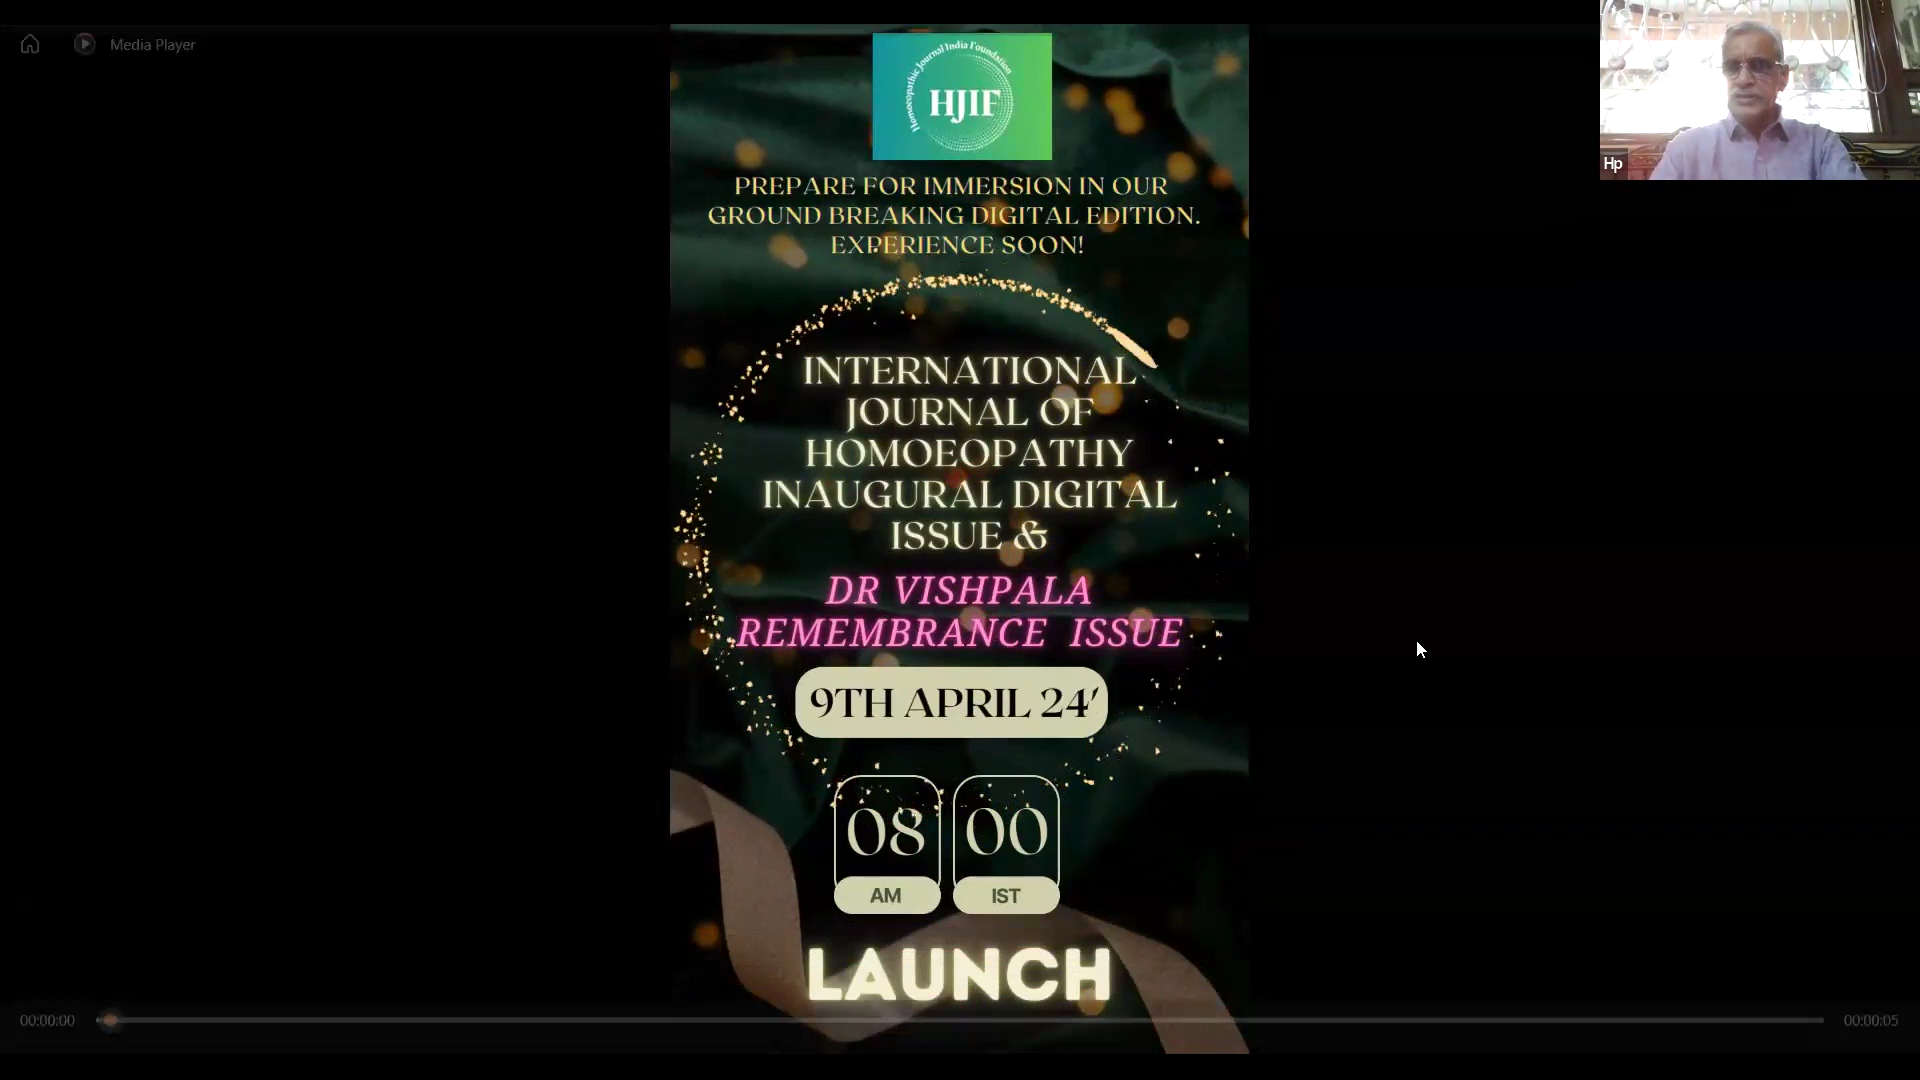 Media Player
Homoeopathic Journal India Foundation
HJIF
Hp
PREPARE FOR IMMERSION IN OUR
GROUND BREAKING DIGITAL EDITION.
EXPERIENCE SOON!
INTERNATIONAL
JOURNAL OF
HOMOEOPATHY
INAUGURAL DIGITAL
ISSUE &
DR VISHPALA
REMEMBRANCE ISSUE
9TH APRIL 24'
08 00
AM IST
LAUNCH
00:00:00 00:00:05